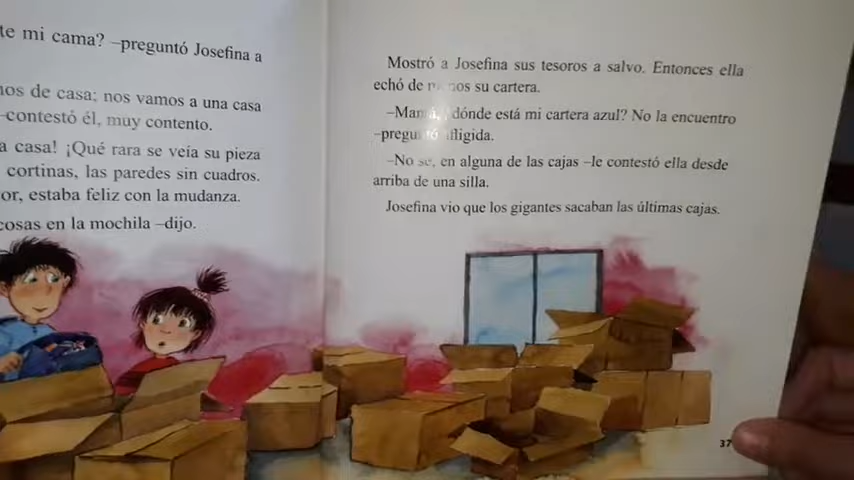 te mi cama? –preguntó Josefina a
os de casa; nos vamos a una casa
–contestó él, muy contento.
a casa! ¡Qué rara se veía su pieza
cortinas, las paredes sin cuadros.
or, estaba feliz con la mudanza.
cosas en la mochila –dijo.
Mostró a Josefina sus tesoros a salvo. Entonces ella
echó de su cartera.
–Mamá, ¿dónde está mi cartera azul? No la encuentro
–preguntó afligida.
–No se, en alguna de las cajas –le contestó ella desde
arriba de una silla.
Josefina vio que los gigantes sacaban las últimas cajas.
37